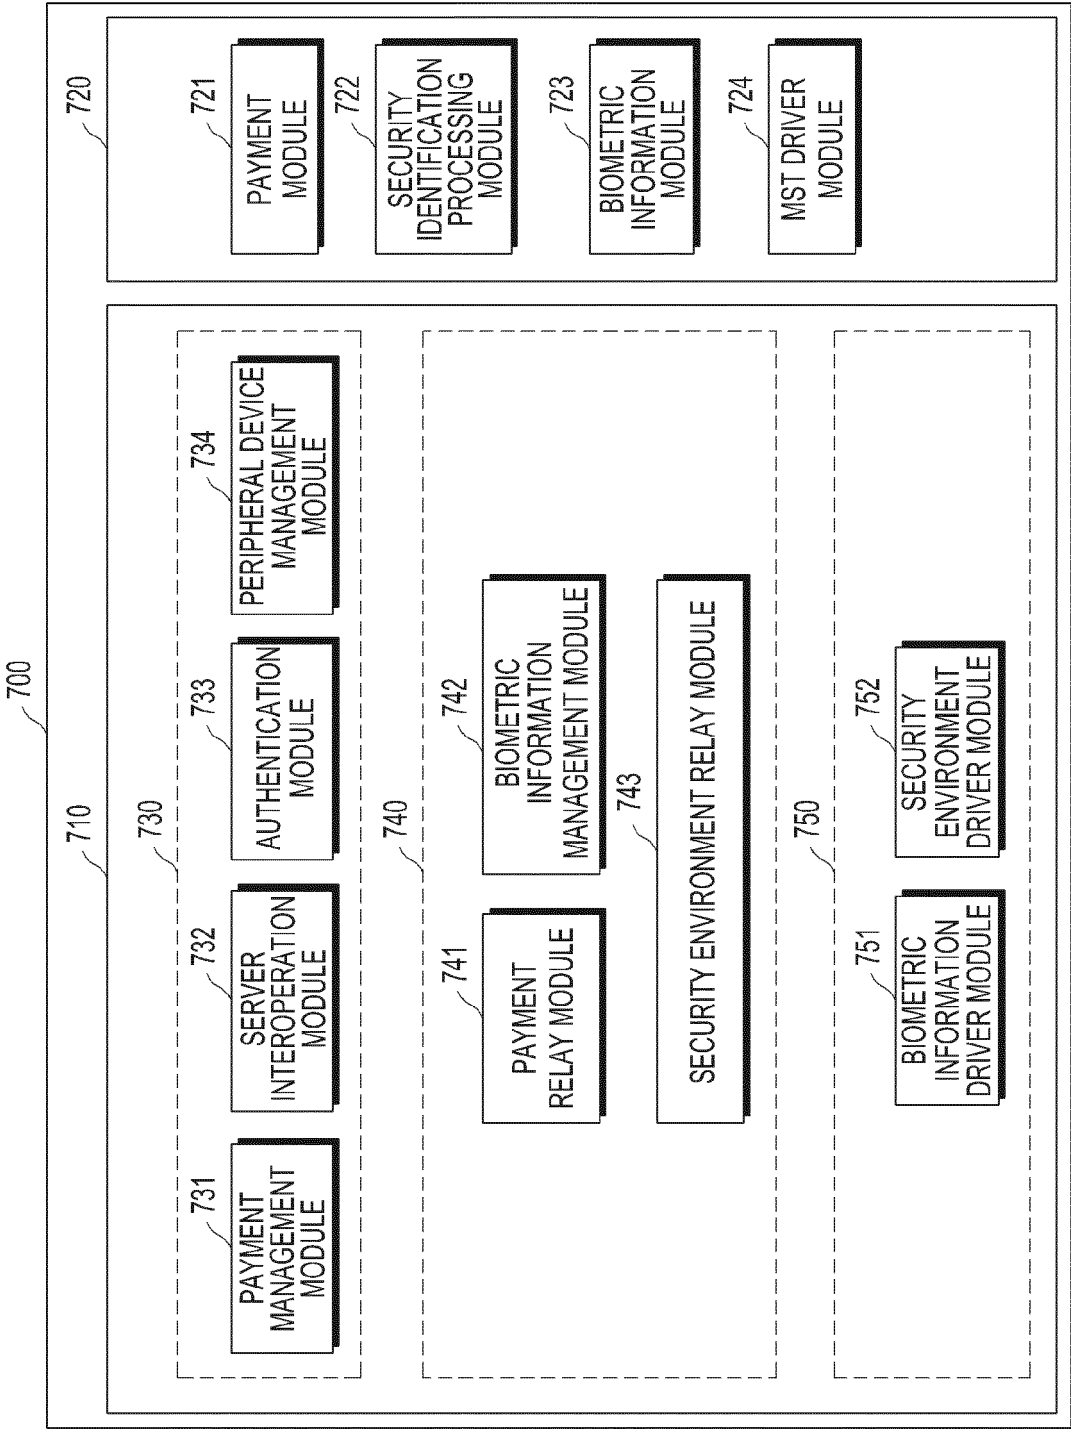 700
710
720
730
731
PAYMENT
MANAGEMENT
MODULE
732
SERVER
INTEROPERATION
MODULE
733
AUTHENTICATION
MODULE
734
PERIPHERAL DEVICE
MANAGEMENT
MODULE
740
741
PAYMENT
RELAY MODULE
742
BIOMETRIC
INFORMATION
MANAGEMENT MODULE
743
SECURITY ENVIRONMENT RELAY MODULE
750
751
BIOMETRIC
INFORMATION
DRIVER MODULE
752
SECURITY
ENVIRONMENT
DRIVER MODULE
721
PAYMENT
MODULE
722
SECURITY
IDENTIFICATION
PROCESSING
MODULE
723
BIOMETRIC
INFORMATION
MODULE
724
MST DRIVER
MODULE